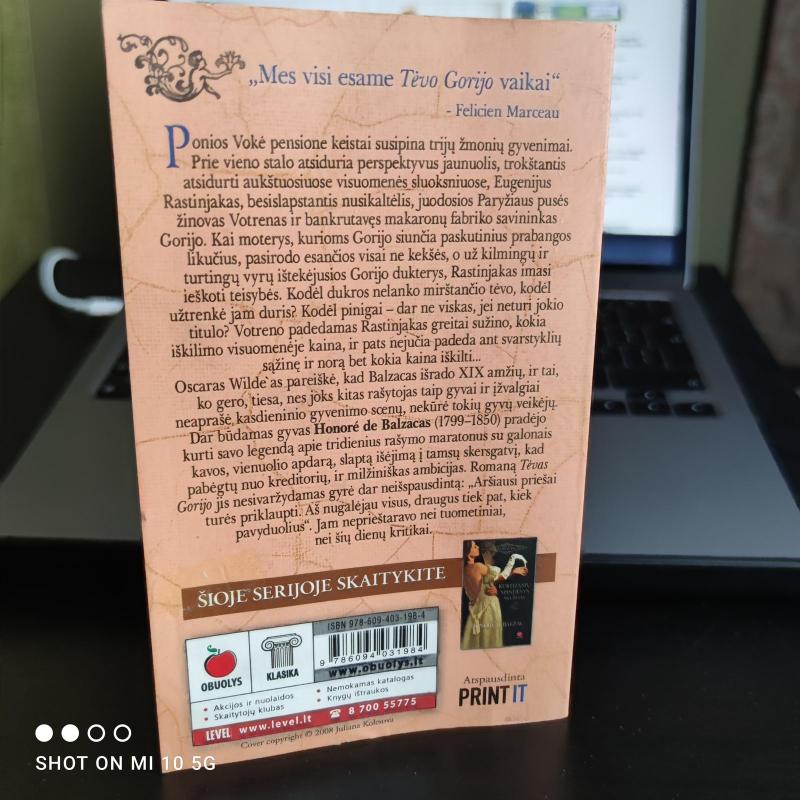 „Mes visi esame Tėvo Gorijo vaikai“
- Felicien Marceau
Ponios Vokė pensione keistai susipina trijų žmonių gyvenimai.
Prie vieno stalo atsiduria perspektyvus jaunuolis, trokštantis
atsidurti aukštuosiuose visuomenės sluoksniuose, Eugenijus
Rastinjakas, besislapstantis nusikaltėlis, juodosios Paryžiaus pusės
žinovas Votrenas ir bankrutavęs makaronų fabriko savininkas
Gorijo. Kai moterys, kurioms Gorijo siunčia paskutinius prabangos
likučius, pasirodo esančios visai ne kekšės, o už kilmingų ir
turtingų vyrų ištekėjusios Gorijo dukterys, Rastinjakas imasi
ieškoti teisybės. Kodėl dukros nelanko mirštančio tėvo, kodėl
užtrenkė jam duris? Kodėl pinigai – dar ne viskas, jei neturi jokio
titulo? Votreno padedamas Rastinjakas greitai sužino, kokia
iškilimo visuomenėje kaina, ir pats nejučia padeda ant svarstyklių
sąžinę ir norą bet kokia kaina iškilti...
Oscaras Wilde'as pareiškė, kad Balzacas išrado XIX amžių, ir tai,
ko gero, tiesa, nes joks kitas rašytojas taip gyvai ir įžvalgiai
neaprašė kasdieninio gyvenimo scenų, nekūrė tokių gyvų veikėjų.
Dar būdamas gyvas Honoré de Balzacas (1799–1850) pradėjo
kurti savo legendą apie tridienius rašymo maratonus su galonais
kavos, vienuolio apdarą, slaptą išėjimą į tamsų skersgatvį, kad
pabėgtų nuo kreditorių, ir milžiniškas ambicijas. Romaną Tėvas
Gorijo jis nesivaržydamas gyrė dar neišspausdintą: „Aršiausi priešai
turės priklaupti. Aš nugalėjau visus, draugus tiek pat, kiek
pavyduolius“. Jam neprieštaravo nei tuometiniai,
nei šių dienų kritikai.
ŠIOJE SERIJOJE SKAITYKITE
KURTIZANIŲ
SPINDESYS
OBUOLYS
KLASIKA
ISBN 978-609-403-198-4
9 786094 031984
www.obuolys.lt
• Akcijos ir nuolaidos
• Skaitytojų klubas
• Nemokamas katalogas
• Knygų ištraukos
LEVEL www.level.lt ☎ 8 700 55775
Cover copyright © 2008 Juliana Kolesova
Atspausdinta
PRINT IT
SHOT ON MI 10 5G